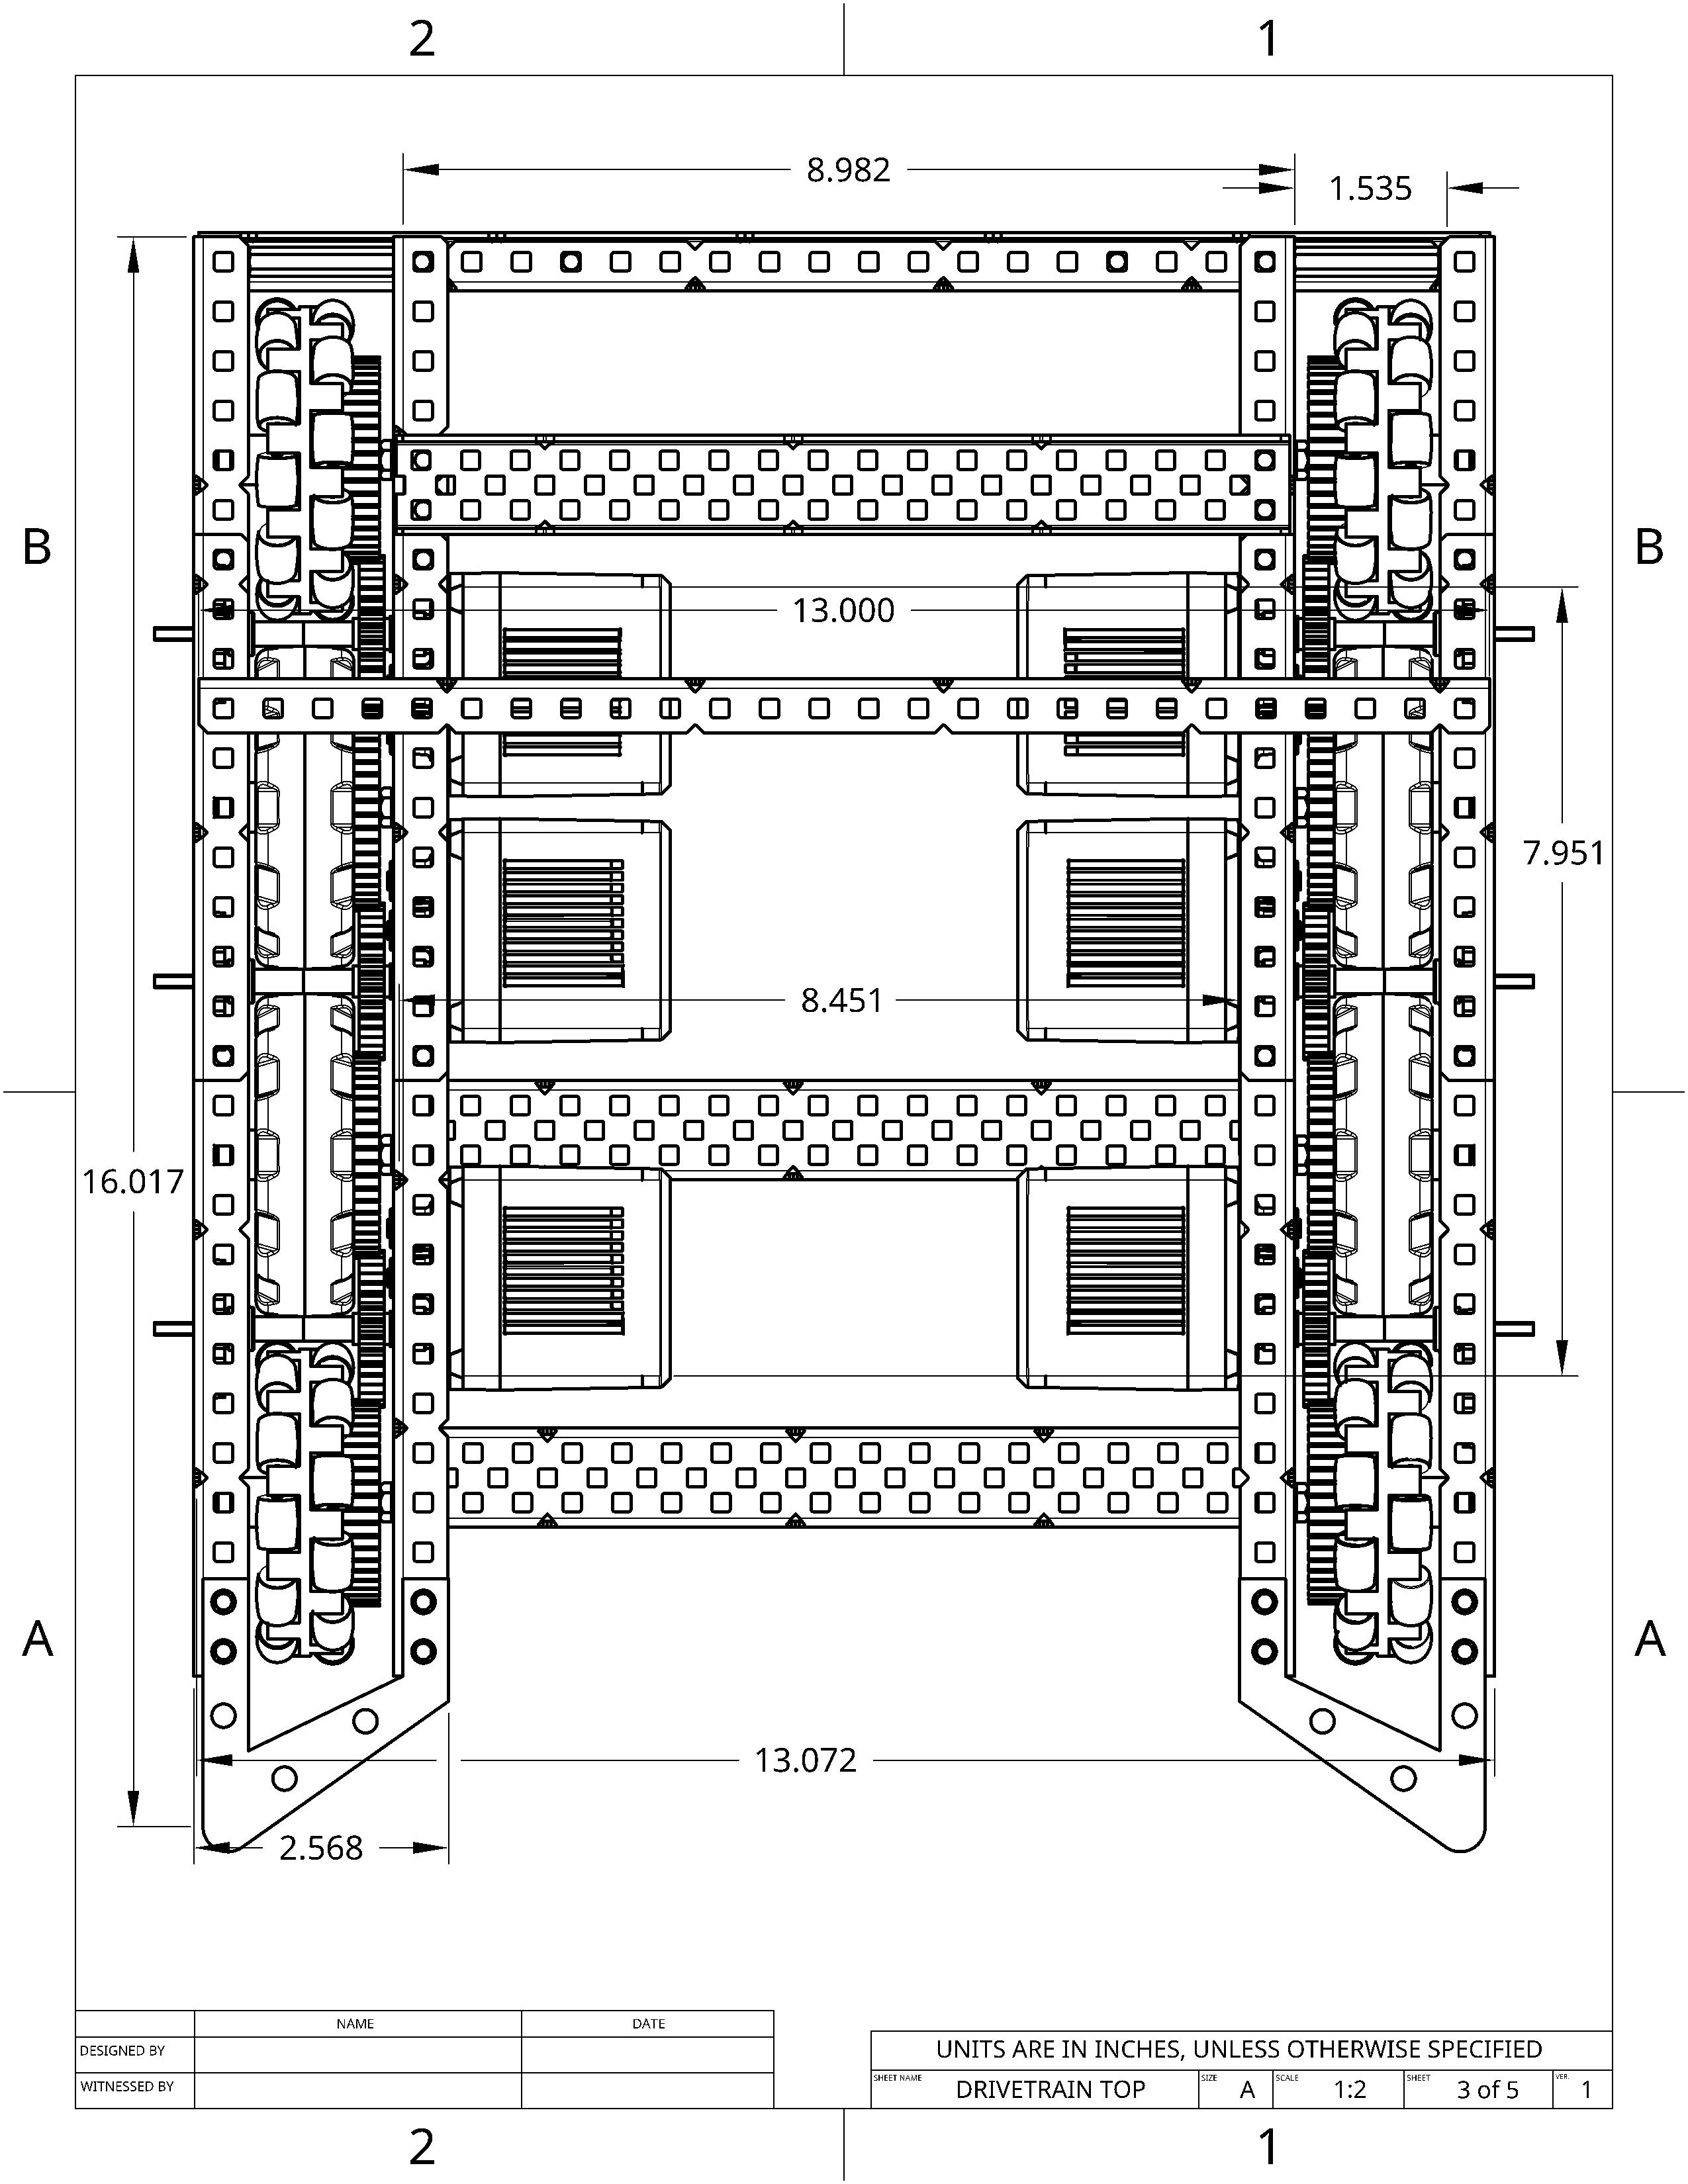 2 1
8.982
1.535
B B
13.000
7.951
8.451
16.017
A A
13.072
2.568
NAME DATE
DESIGNED BY
WITNESSED BY
UNITS ARE IN INCHES, UNLESS OTHERWISE SPECIFIED
SHEET NAME DRIVETRAIN TOP SIZE A SCALE 1:2 SHEET 3 of 5 VER. 1
2 1